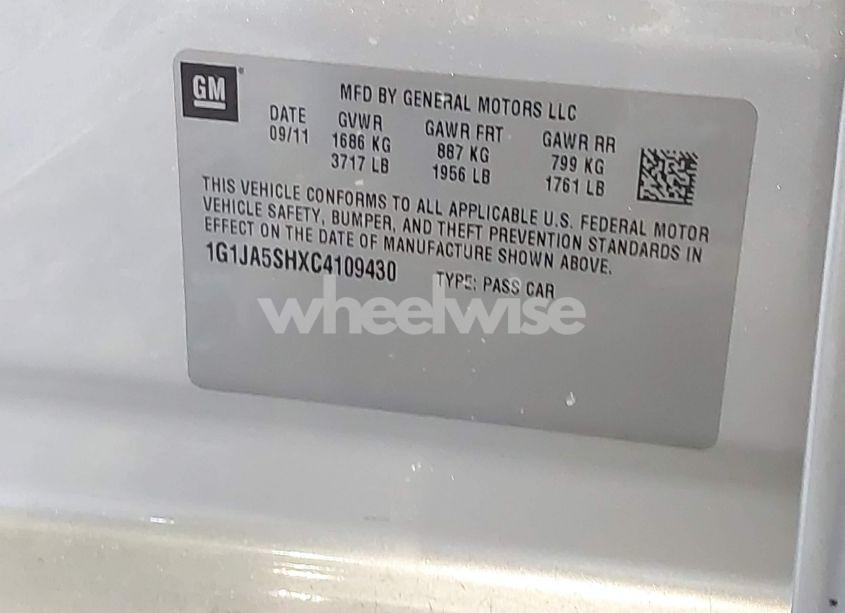 GM
MFD BY GENERAL MOTORS LLC
DATE GVWR GAWR FRT GAWR RR
09/11 1686 KG 887 KG 799 KG
3717 LB 1956 LB 1761 LB
THIS VEHICLE CONFORMS TO ALL APPLICABLE U.S. FEDERAL MOTOR
VEHICLE SAFETY, BUMPER, AND THEFT PREVENTION STANDARDS IN
EFFECT ON THE DATE OF MANUFACTURE SHOWN ABOVE.
1G1JA5SHXC4109430 TYPE: PASS CAR
wheelwise